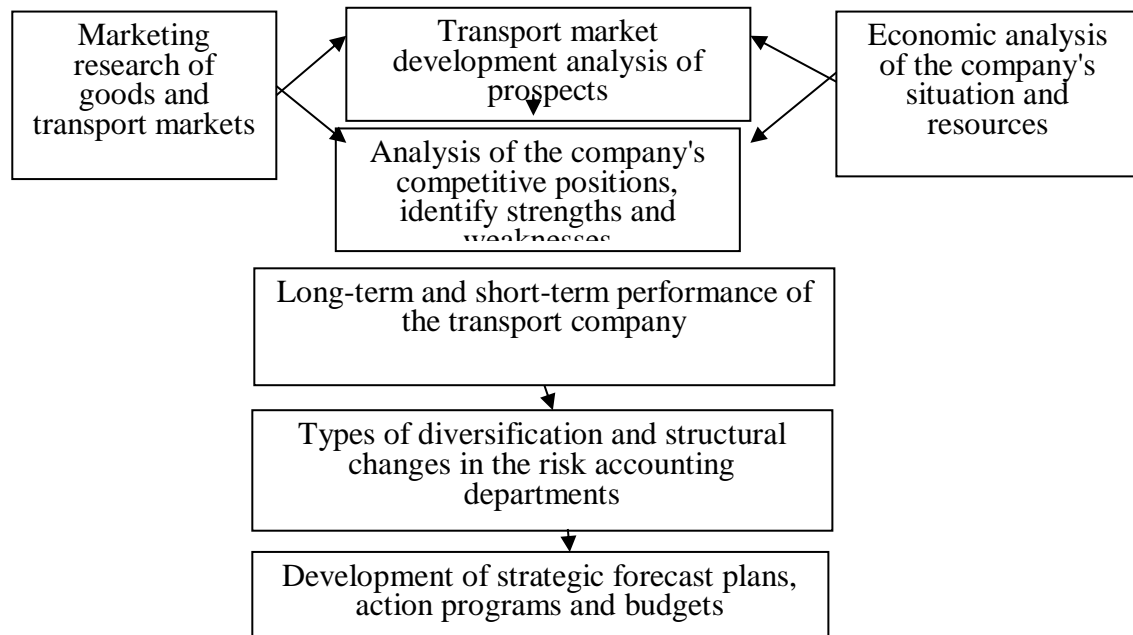 Marketing
research of
goods and
transport markets
Transport market
development analysis of
prospects
Economic analysis
of the company's
situation and
resources
Analysis of the company's
competitive positions,
identify strengths and
weaknesses
Long-term and short-term performance of
the transport company
Types of diversification and structural
changes in the risk accounting
departments
Development of strategic forecast plans,
action programs and budgets